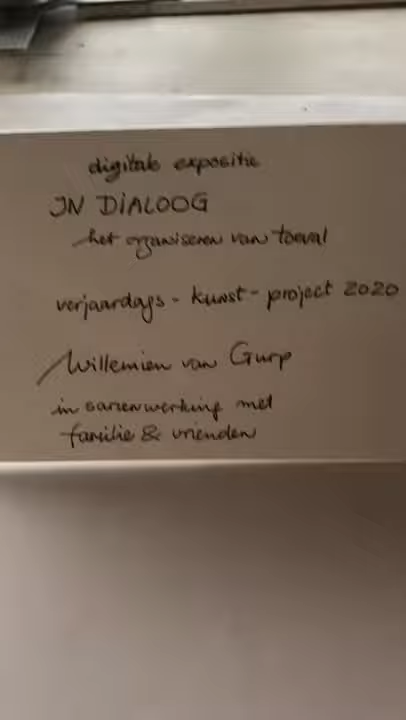 digitale expositie
IN DIALOOG
het organiseren van toeval
verjaardags - kunst - project 2020
Willemien van Gurp
in samenwerking met
familie & vrienden